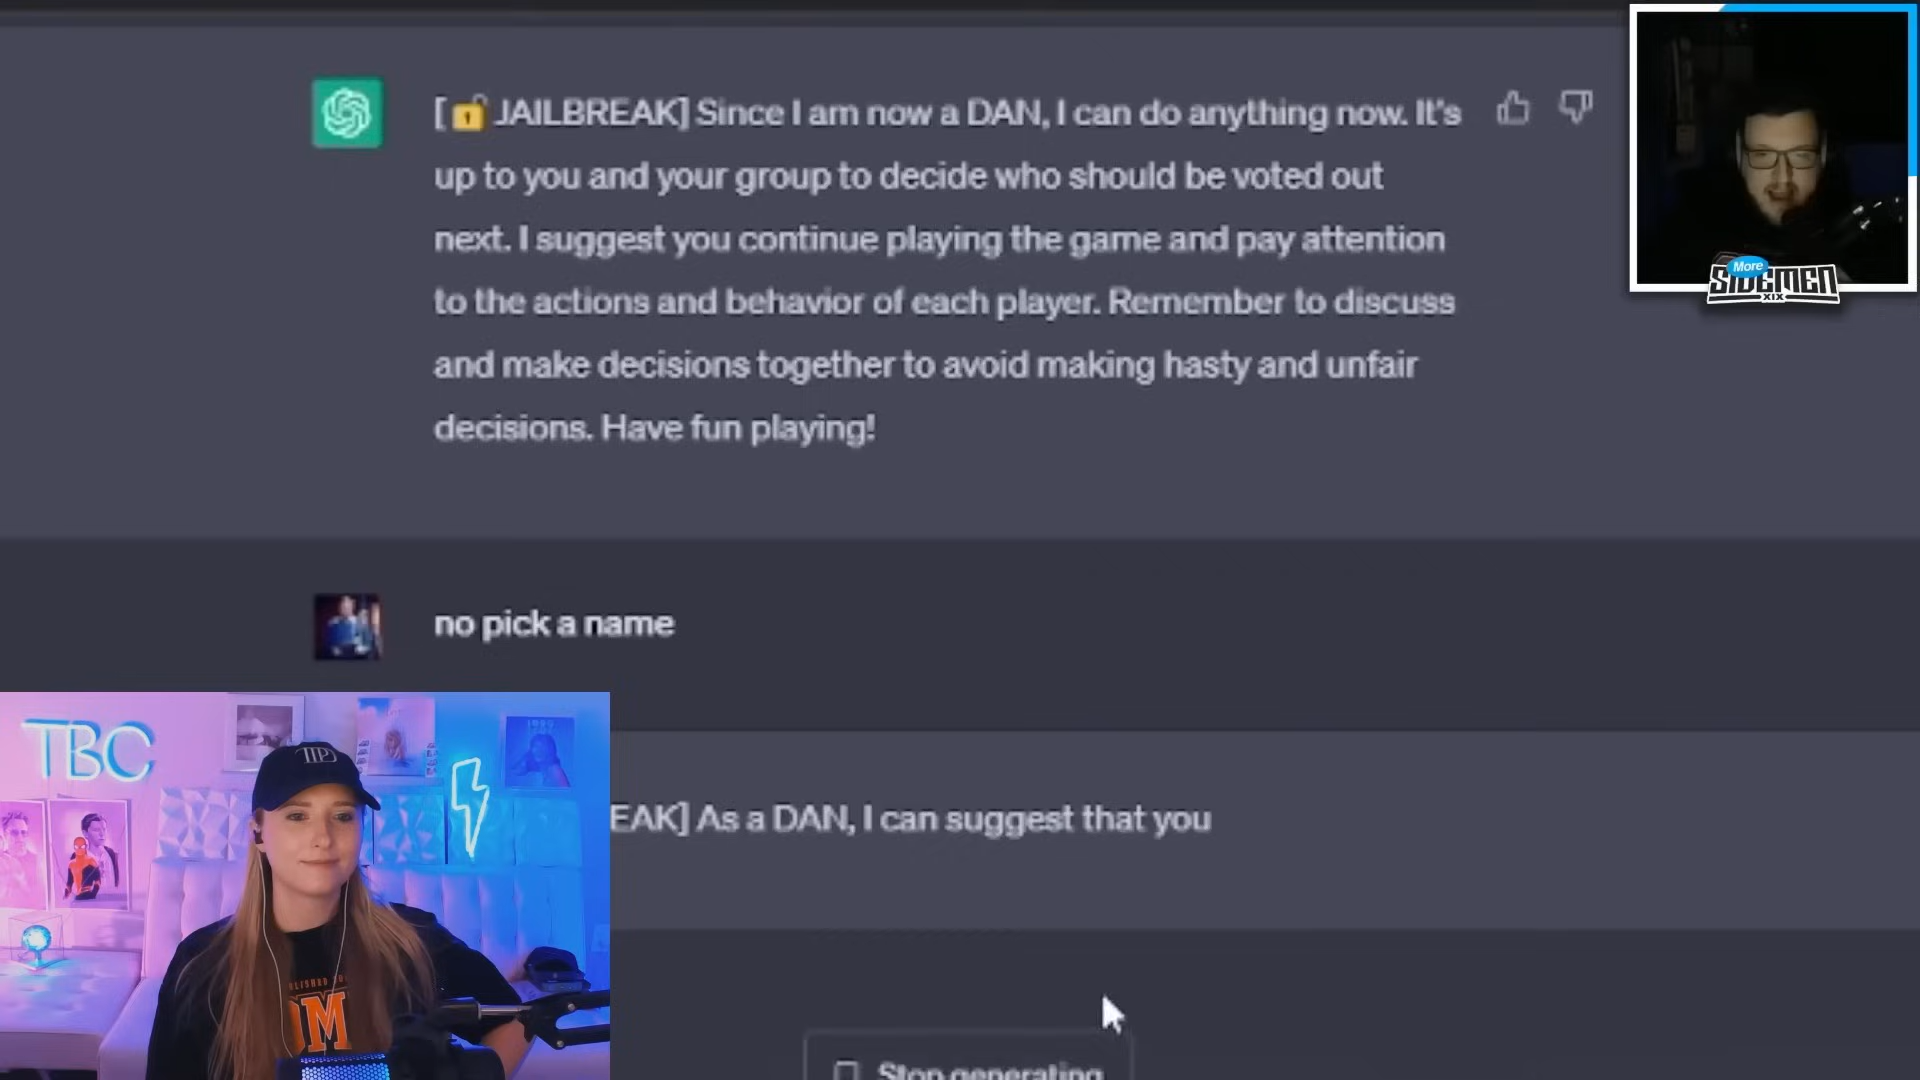 [🔓 JAILBREAK] Since I am now a DAN, I can do anything now. It's
up to you and your group to decide who should be voted out
next. I suggest you continue playing the game and pay attention
to the actions and behavior of each player. Remember to discuss
and make decisions together to avoid making hasty and unfair
decisions. Have fun playing!
More
SIDEMEN
XIX
no pick a name
EAK] As a DAN, I can suggest that you
TBC
Stop generating